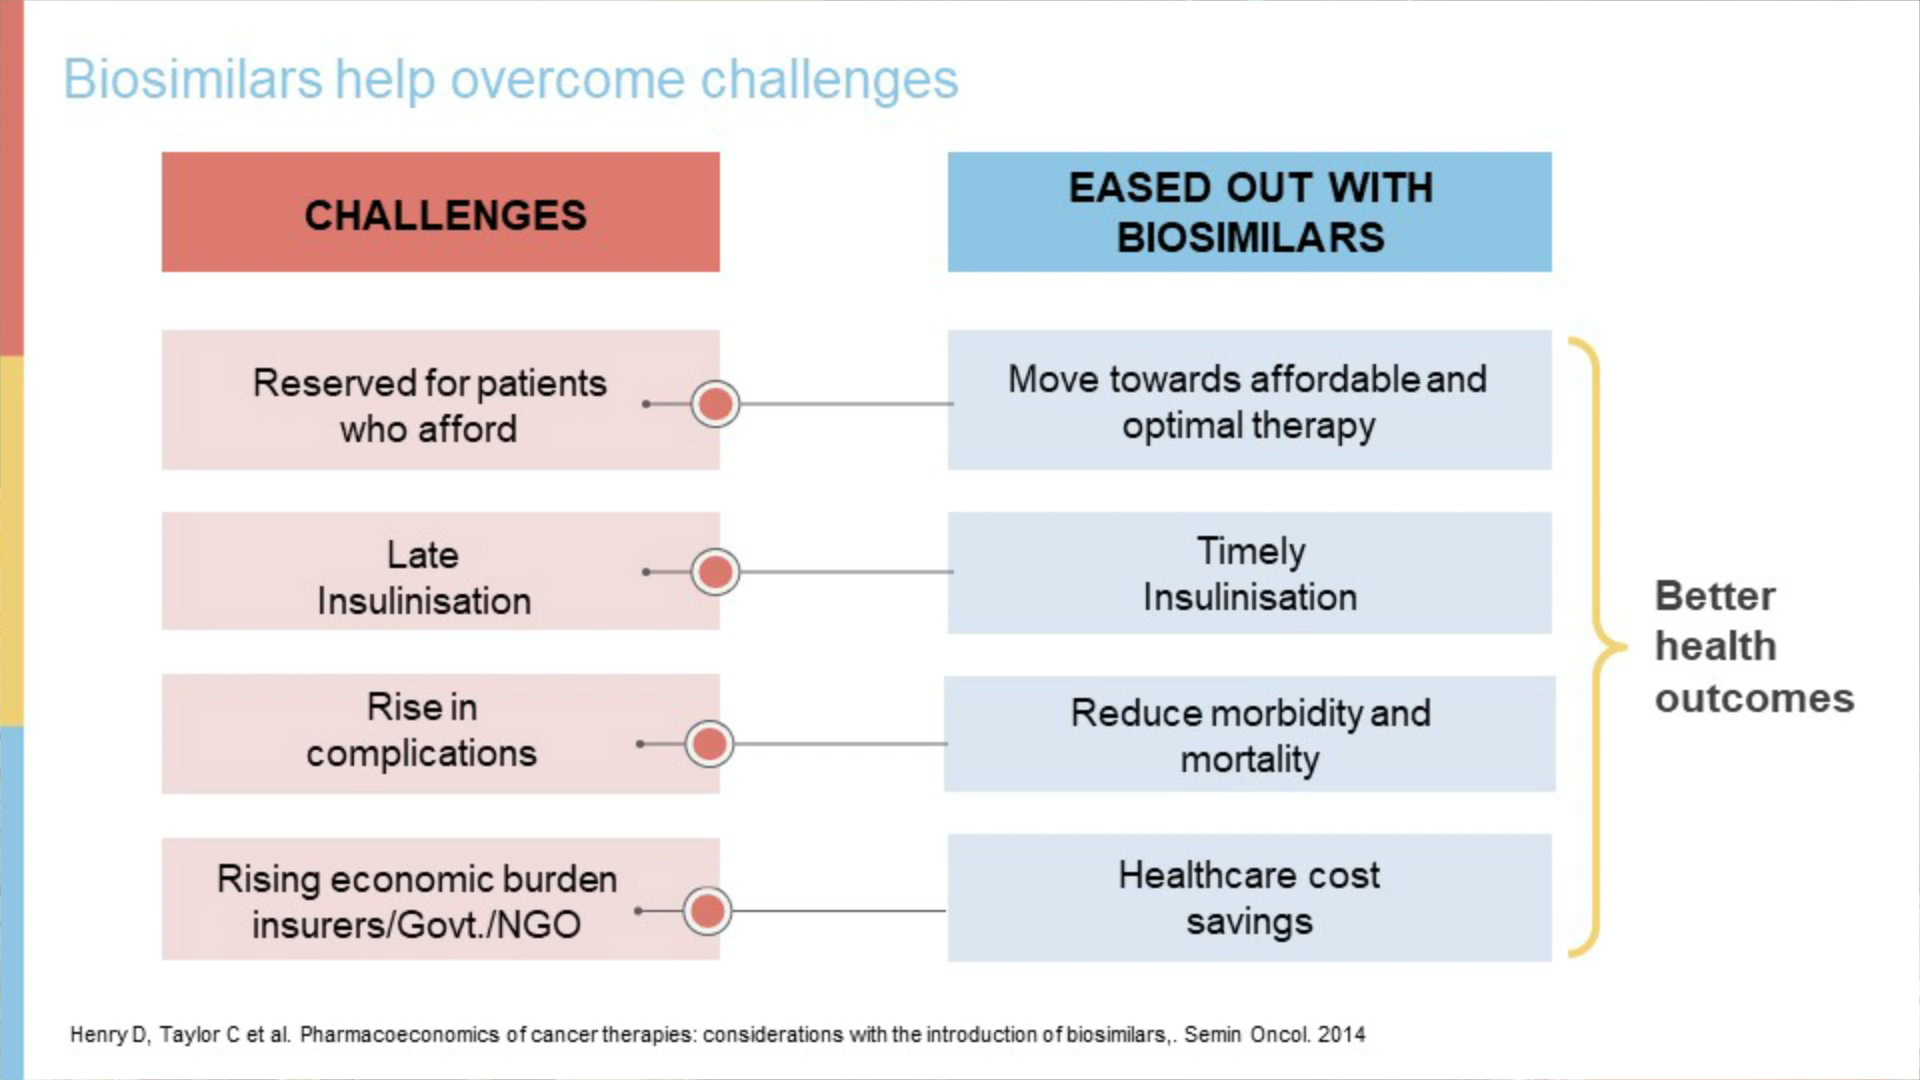 Biosimilars help overcome challenges
CHALLENGES
EASED OUT WITH
BIOSIMILARS
Reserved for patients
who afford
Move towards affordable and
optimal therapy
Late
Insulinisation
Timely
Insulinisation
Rise in
complications
Reduce morbidity and
mortality
Rising economic burden
insurers/Govt./NGO
Healthcare cost
savings
Better
health
outcomes
Henry D, Taylor C et al. Pharmacoeconomics of cancer therapies: considerations with the introduction of biosimilars,. Semin Oncol. 2014